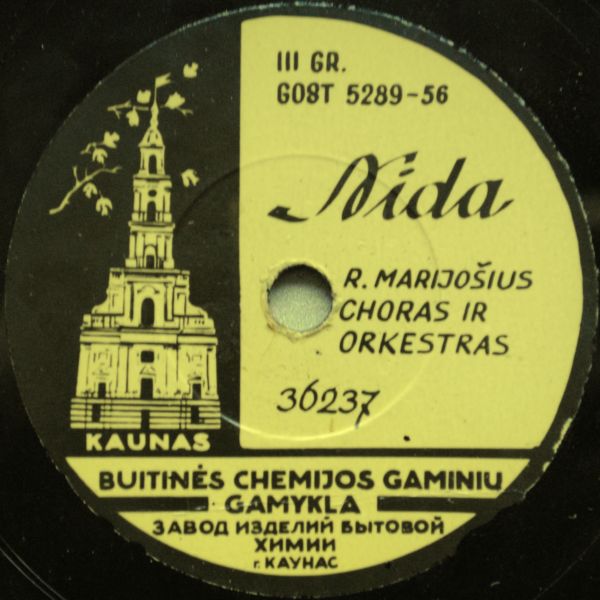 III GR.
GOST 5289-56
Nida
R. MARIJOŠIUS
CHORAS IR
ORKESTRAS
36237
KAUNAS
BUITINĖS CHEMIJOS GAMINIŲ
GAMYKLA
ЗАВОД ИЗДЕЛИЙ БЫТОВОЙ
ХИМИИ
г. КАУНАС